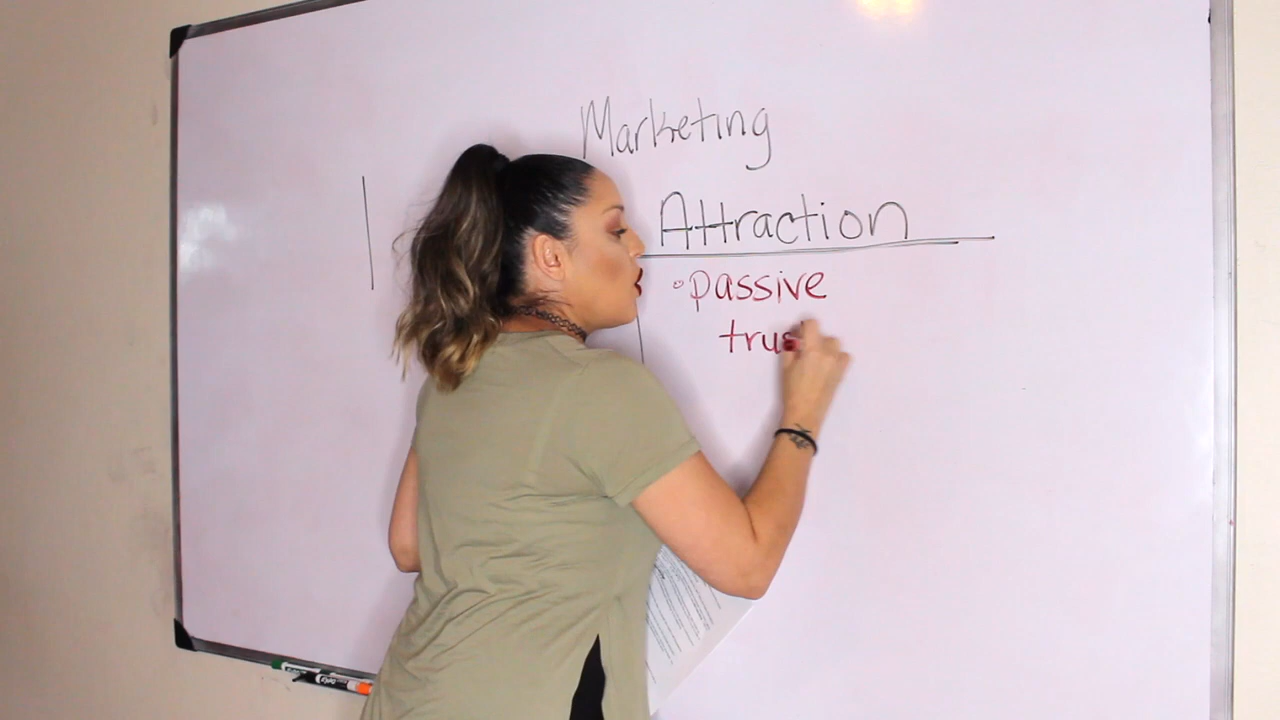 Marketing
Attraction
• passive
trus